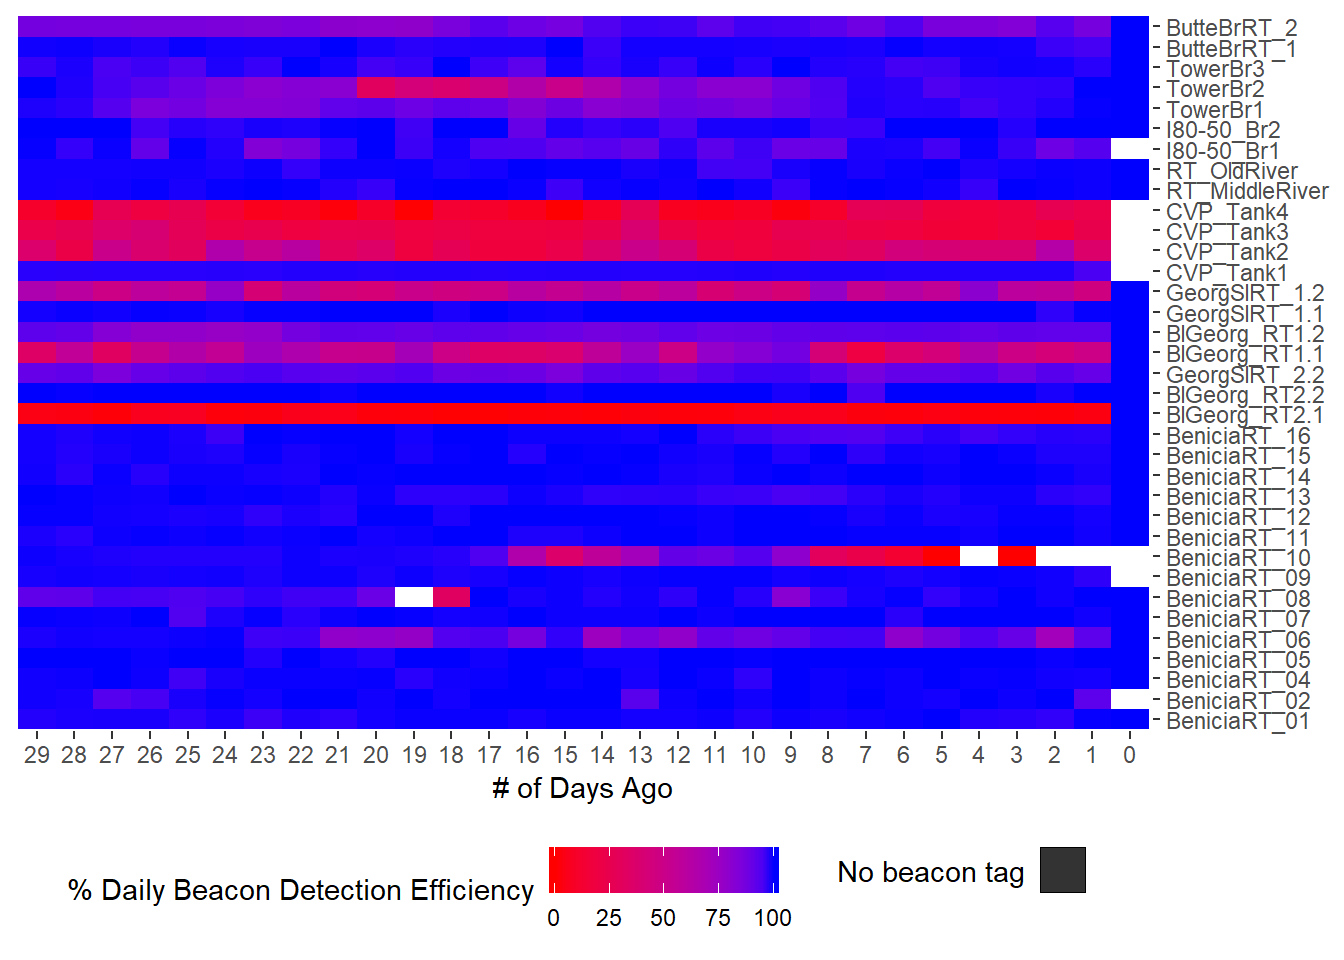 ButteBrRT_2
ButteBrRT_1
TowerBr3
TowerBr2
TowerBr1
I80-50_Br2
I80-50_Br1
RT_OldRiver
RT_MiddleRiver
CVP_Tank4
CVP_Tank3
CVP_Tank2
CVP_Tank1
GeorgSlRT_1.2
GeorgSlRT_1.1
BlGeorg_RT1.2
BlGeorg_RT1.1
GeorgSlRT_2.2
BlGeorg_RT2.2
BlGeorg_RT2.1
BeniciaRT_16
BeniciaRT_15
BeniciaRT_14
BeniciaRT_13
BeniciaRT_12
BeniciaRT_11
BeniciaRT_10
BeniciaRT_09
BeniciaRT_08
BeniciaRT_07
BeniciaRT_06
BeniciaRT_05
BeniciaRT_04
BeniciaRT_02
BeniciaRT_01
29 28 27 26 25 24 23 22 21 20 19 18 17 16 15 14 13 12 11 10 9 8 7 6 5 4 3 2 1 0
# of Days Ago
% Daily Beacon Detection Efficiency
0 25 50 75 100
No beacon tag